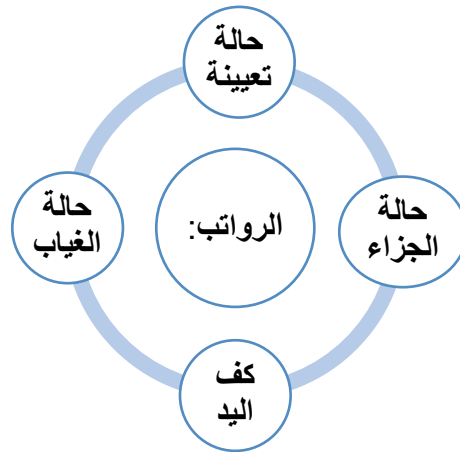 حالة
تعيينة
الرواتب:
حالة
الجزاء
كف
اليد
حالة
الغياب